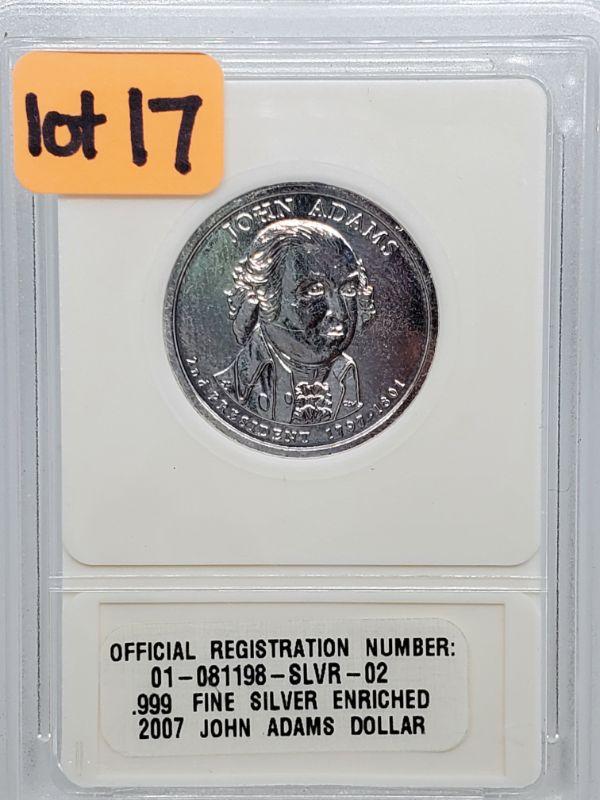 lot 17
JOHN ADAMS
2nd PRESIDENT 1797-1801
OFFICIAL REGISTRATION NUMBER:
01-081198-SLVR-02
.999 FINE SILVER ENRICHED
2007 JOHN ADAMS DOLLAR